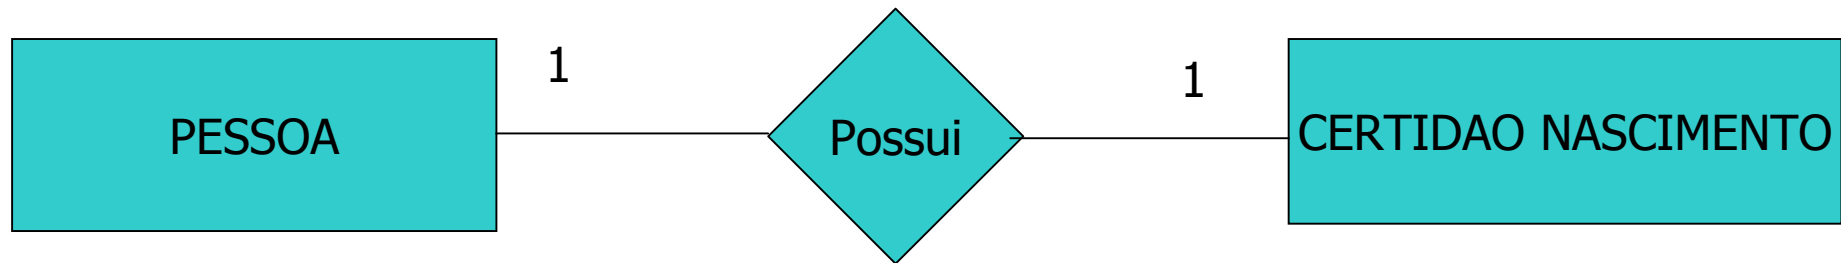 PESSOA
1
Possui
1
CERTIDAO NASCIMENTO